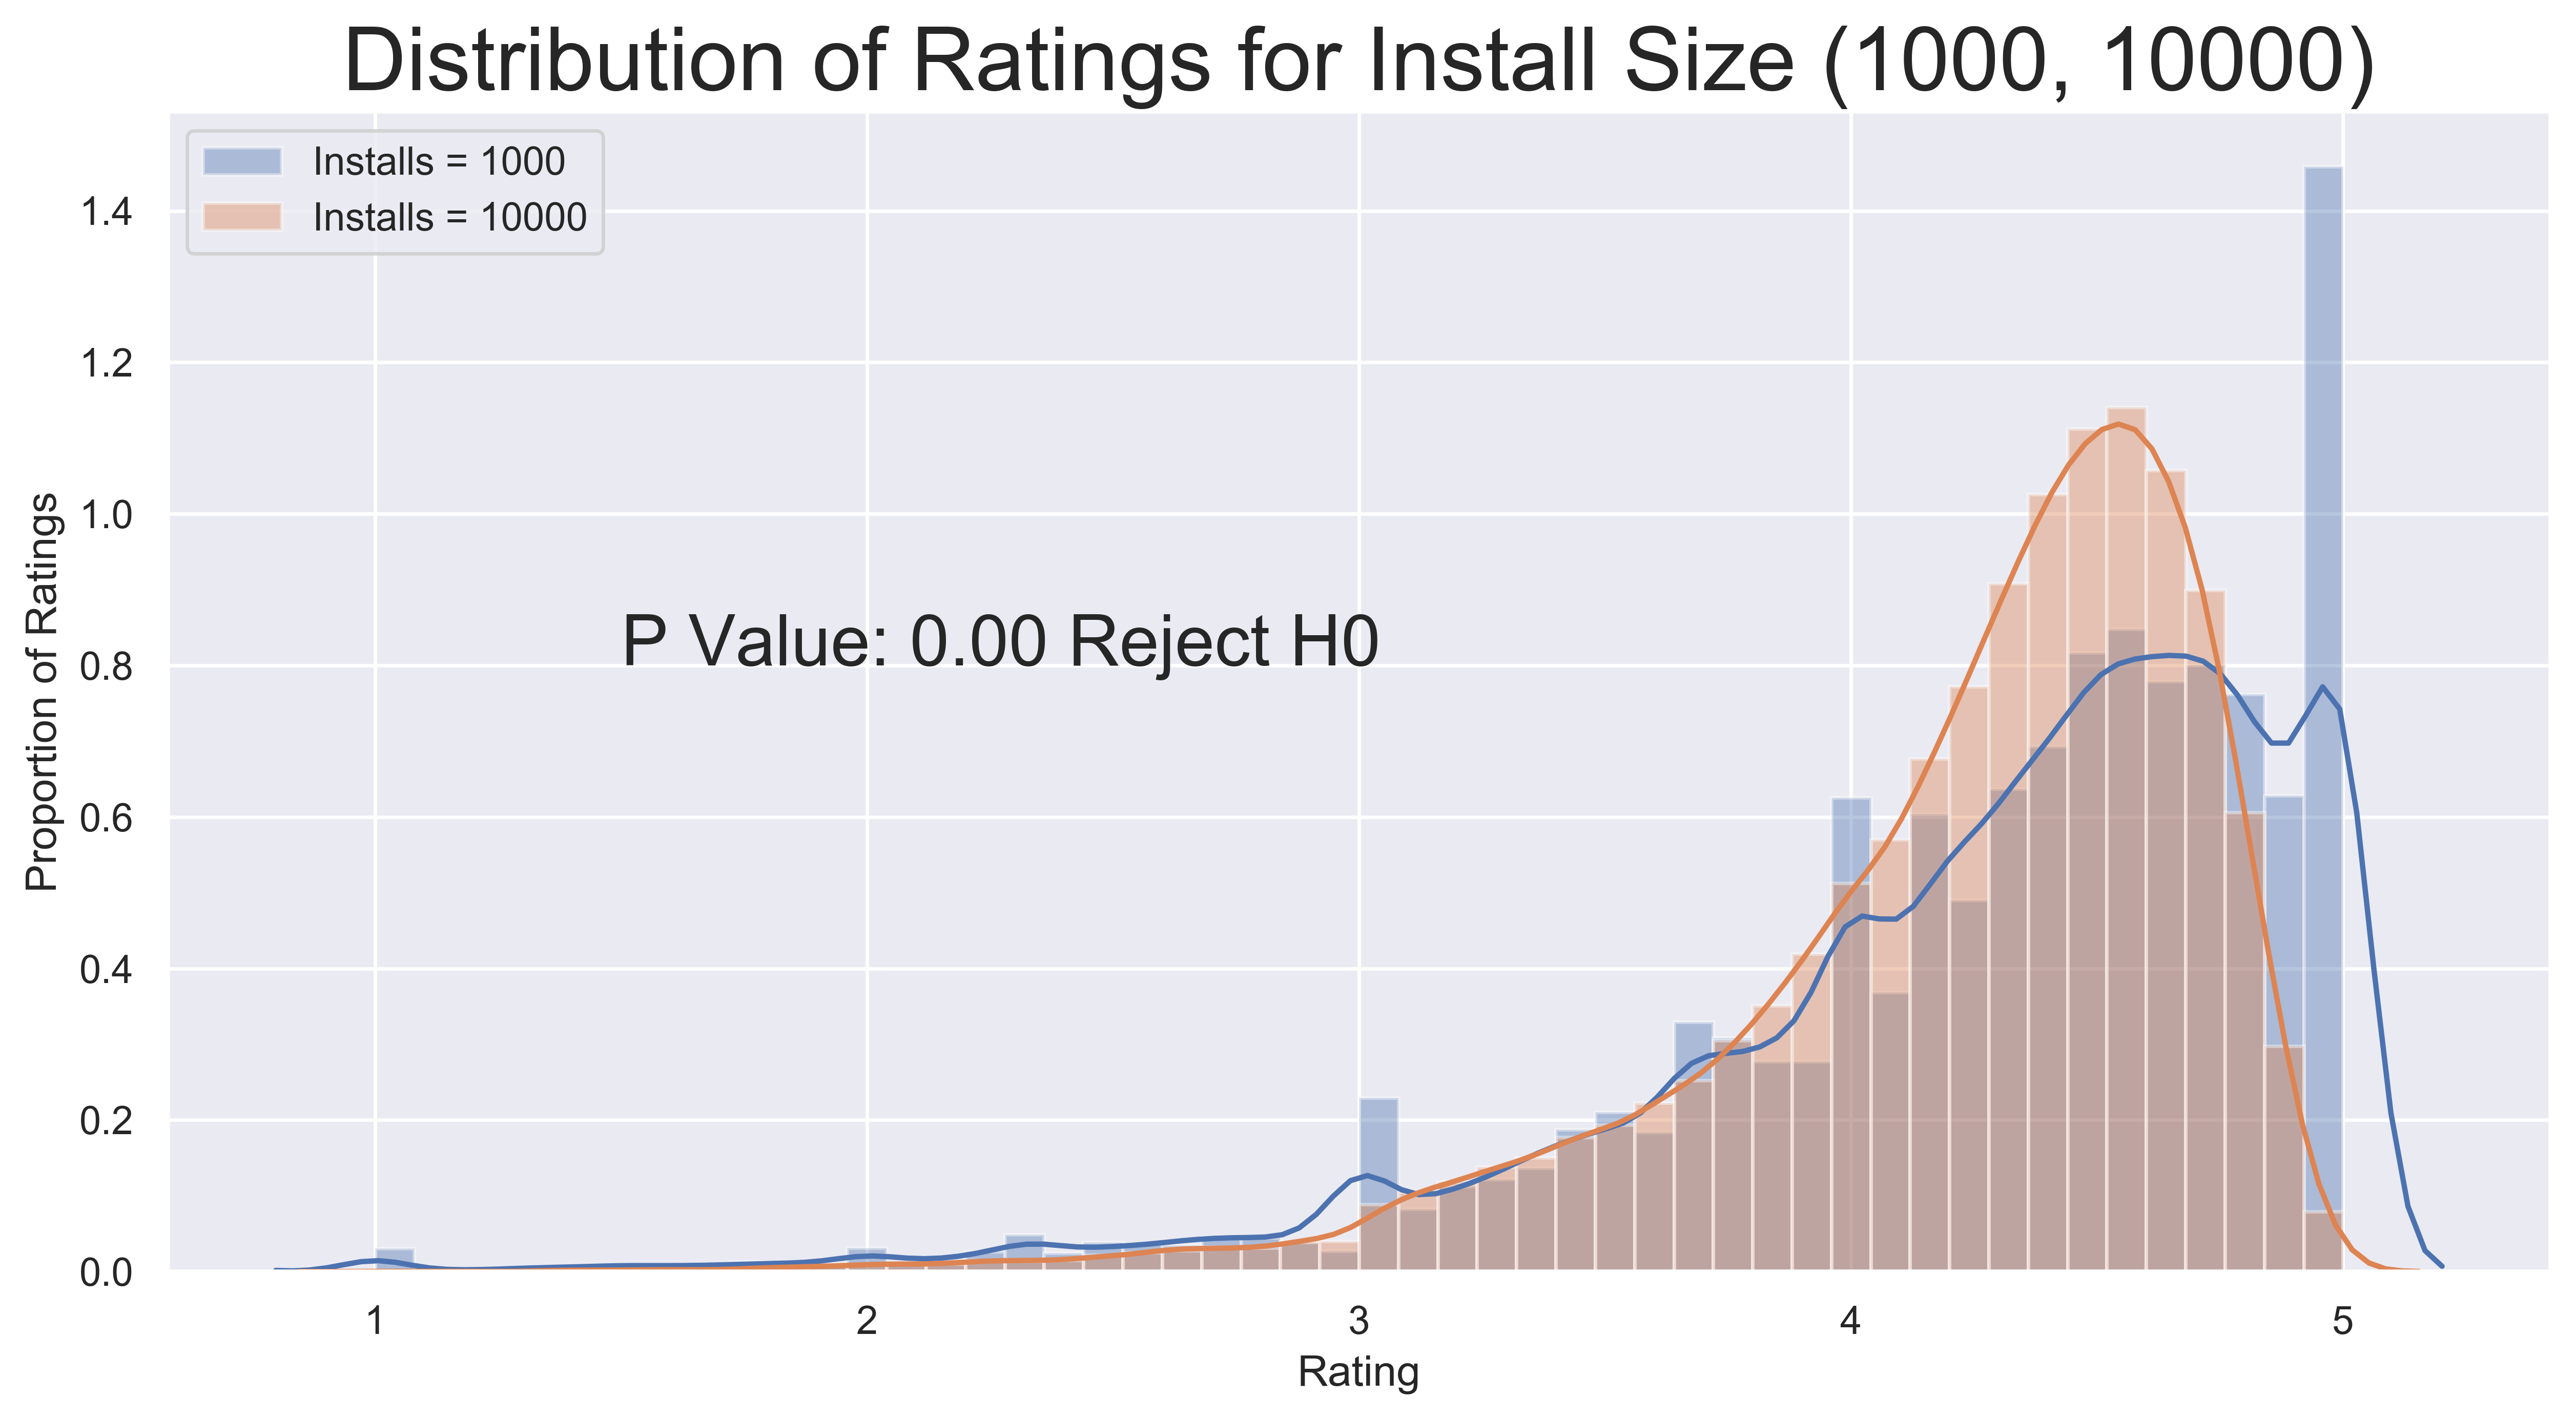 Distribution of Ratings for Install Size (1000, 10000)
Installs = 1000
Installs = 10000
P Value: 0.00 Reject H0
Proportion of Ratings
1.4
1.2
1.0
0.8
0.6
0.4
0.2
0.0
1 2 3 4 5
Rating